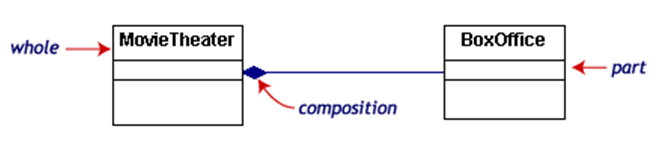 MovieTheater
BoxOffice
whole
part
composition